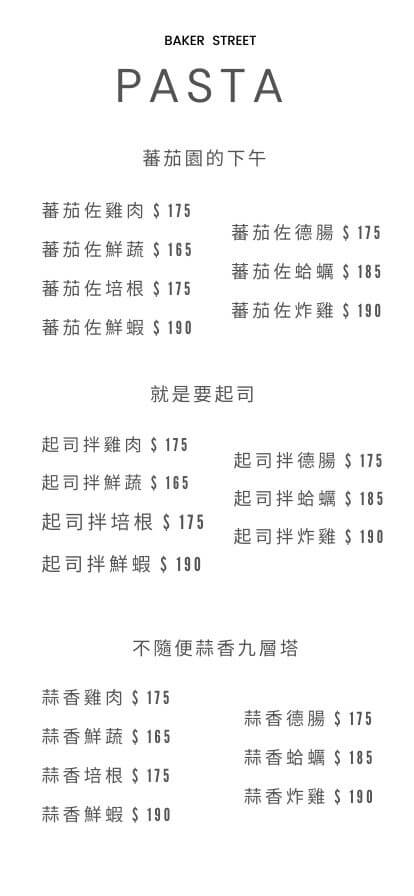 BAKER STREET
PASTA
蕃茄園的下午
蕃茄佐雞肉 $ 175
蕃茄佐鮮蔬 $ 165
蕃茄佐培根 $ 175
蕃茄佐鮮蝦 $ 190
蕃茄佐德腸 $ 175
蕃茄佐蛤蠣 $ 185
蕃茄佐炸雞 $ 190
就是要起司
起司拌雞肉 $ 175
起司拌鮮蔬 $ 165
起司拌培根 $ 175
起司拌鮮蝦 $ 190
起司拌德腸 $ 175
起司拌蛤蠣 $ 185
起司拌炸雞 $ 190
不隨便蒜香九層塔
蒜香雞肉 $ 175
蒜香鮮蔬 $ 165
蒜香培根 $ 175
蒜香鮮蝦 $ 190
蒜香德腸 $ 175
蒜香蛤蠣 $ 185
蒜香炸雞 $ 190